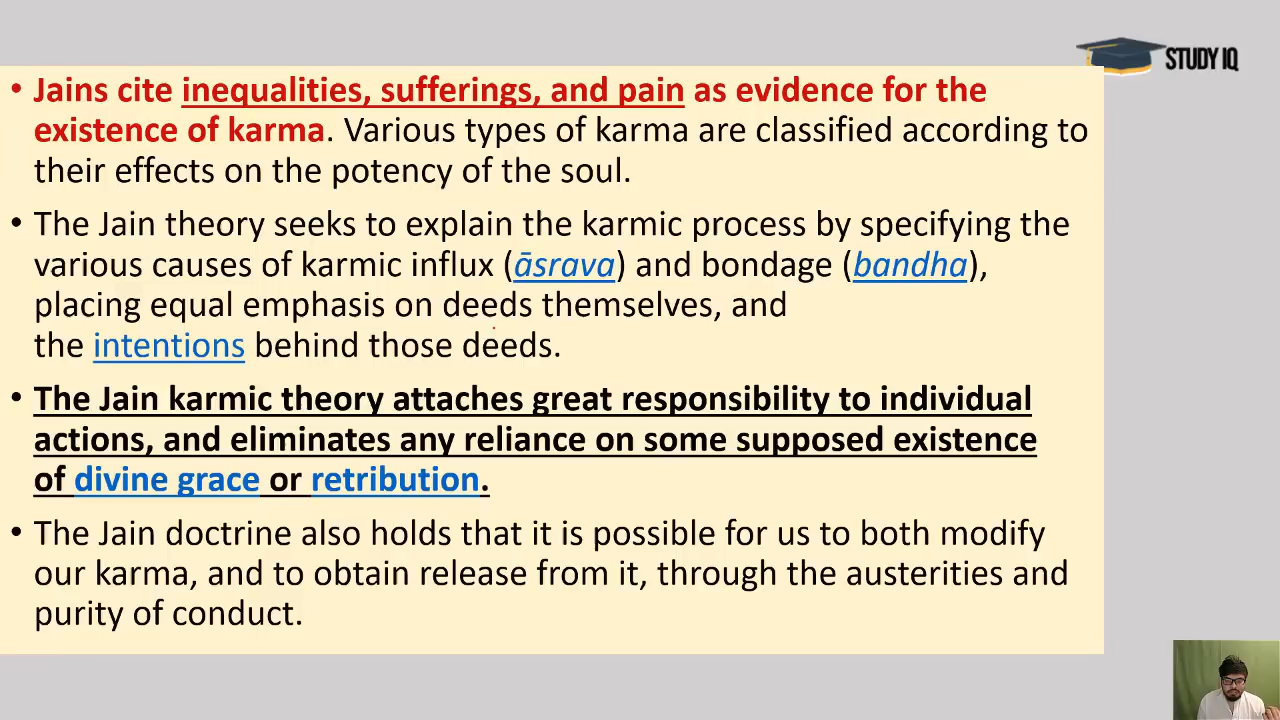 STUDY IQ
• Jains cite inequalities, sufferings, and pain as evidence for the
existence of karma. Various types of karma are classified according to
their effects on the potency of the soul.
• The Jain theory seeks to explain the karmic process by specifying the
various causes of karmic influx (āsrava) and bondage (bandha),
placing equal emphasis on deeds themselves, and
the intentions behind those deeds.
• The Jain karmic theory attaches great responsibility to individual
actions, and eliminates any reliance on some supposed existence
of divine grace or retribution.
• The Jain doctrine also holds that it is possible for us to both modify
our karma, and to obtain release from it, through the austerities and
purity of conduct.